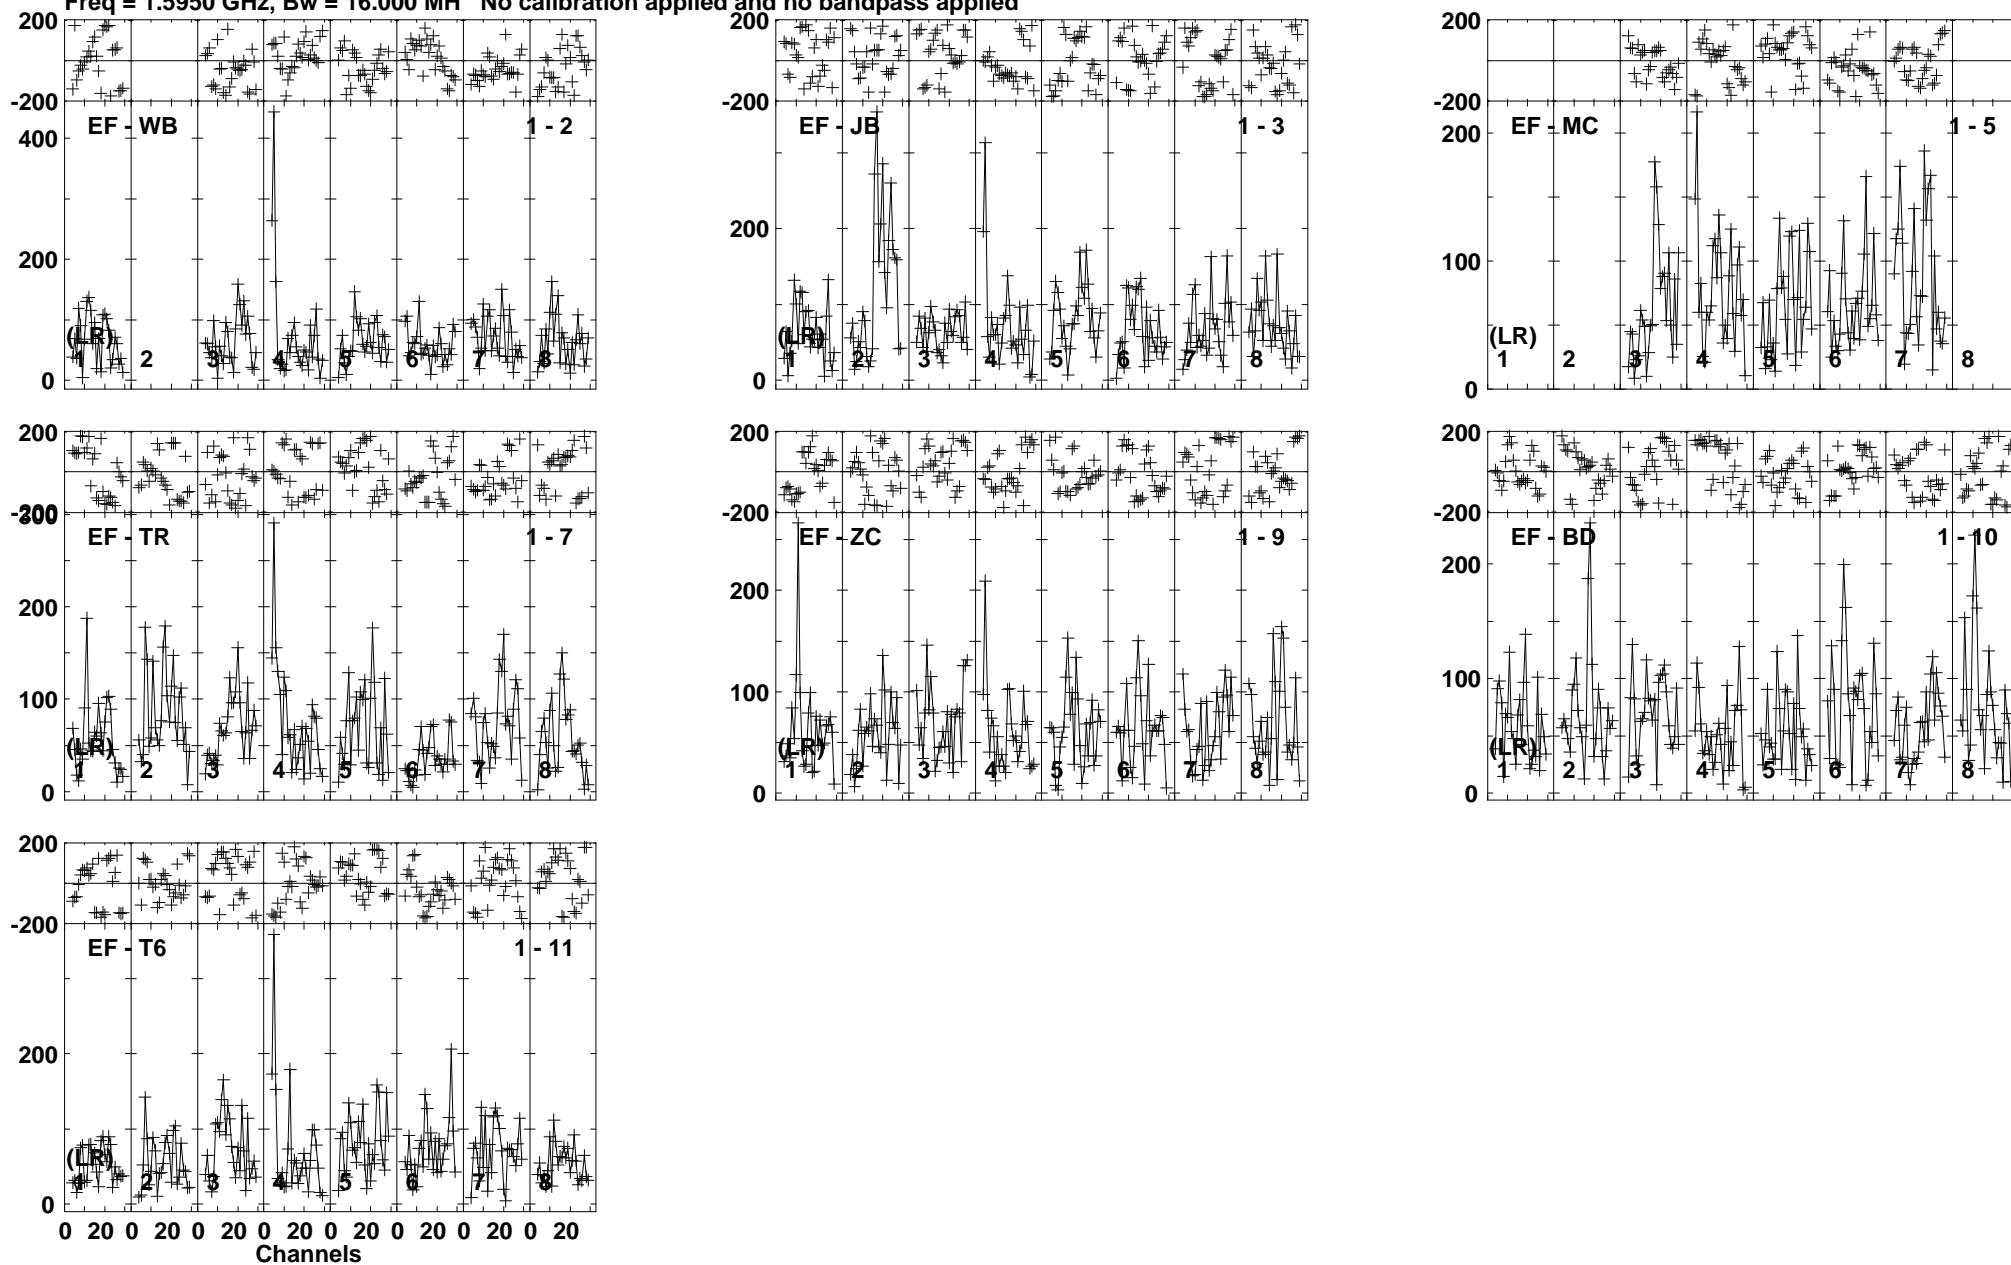 Freq = 1.5950 GHz, Bw = 16.000 MH No calibration applied and no bandpass applied
200 200 200
-200 -200 -200
EF - WB 1 - 2 EF - JB 1 - 3 EF - MC 1 - 5
400 200
200 200 100
(LR) (LR) (LR)
1 2 3 4 5 6 7 8 1 2 3 4 5 6 7 8 1 2 3 4 5 6 7 8
0 0 0
200 200 200
-200 -200 -200
300
EF - TR 1 - 7 EF - ZC 1 - 9 EF - BD 1 - 10
200 200 200
100 100 100
(LR) (LR) (LR)
1 2 3 4 5 6 7 8 1 2 3 4 5 6 7 8 1 2 3 4 5 6 7 8
0 0 0
200
-200
EF - T6 1 - 11
200
(LR)
1 2 3 4 5 6 7 8
0
0 20 0 20 0 20 0 20 0 20 0 20 0 20 0 20
Channels